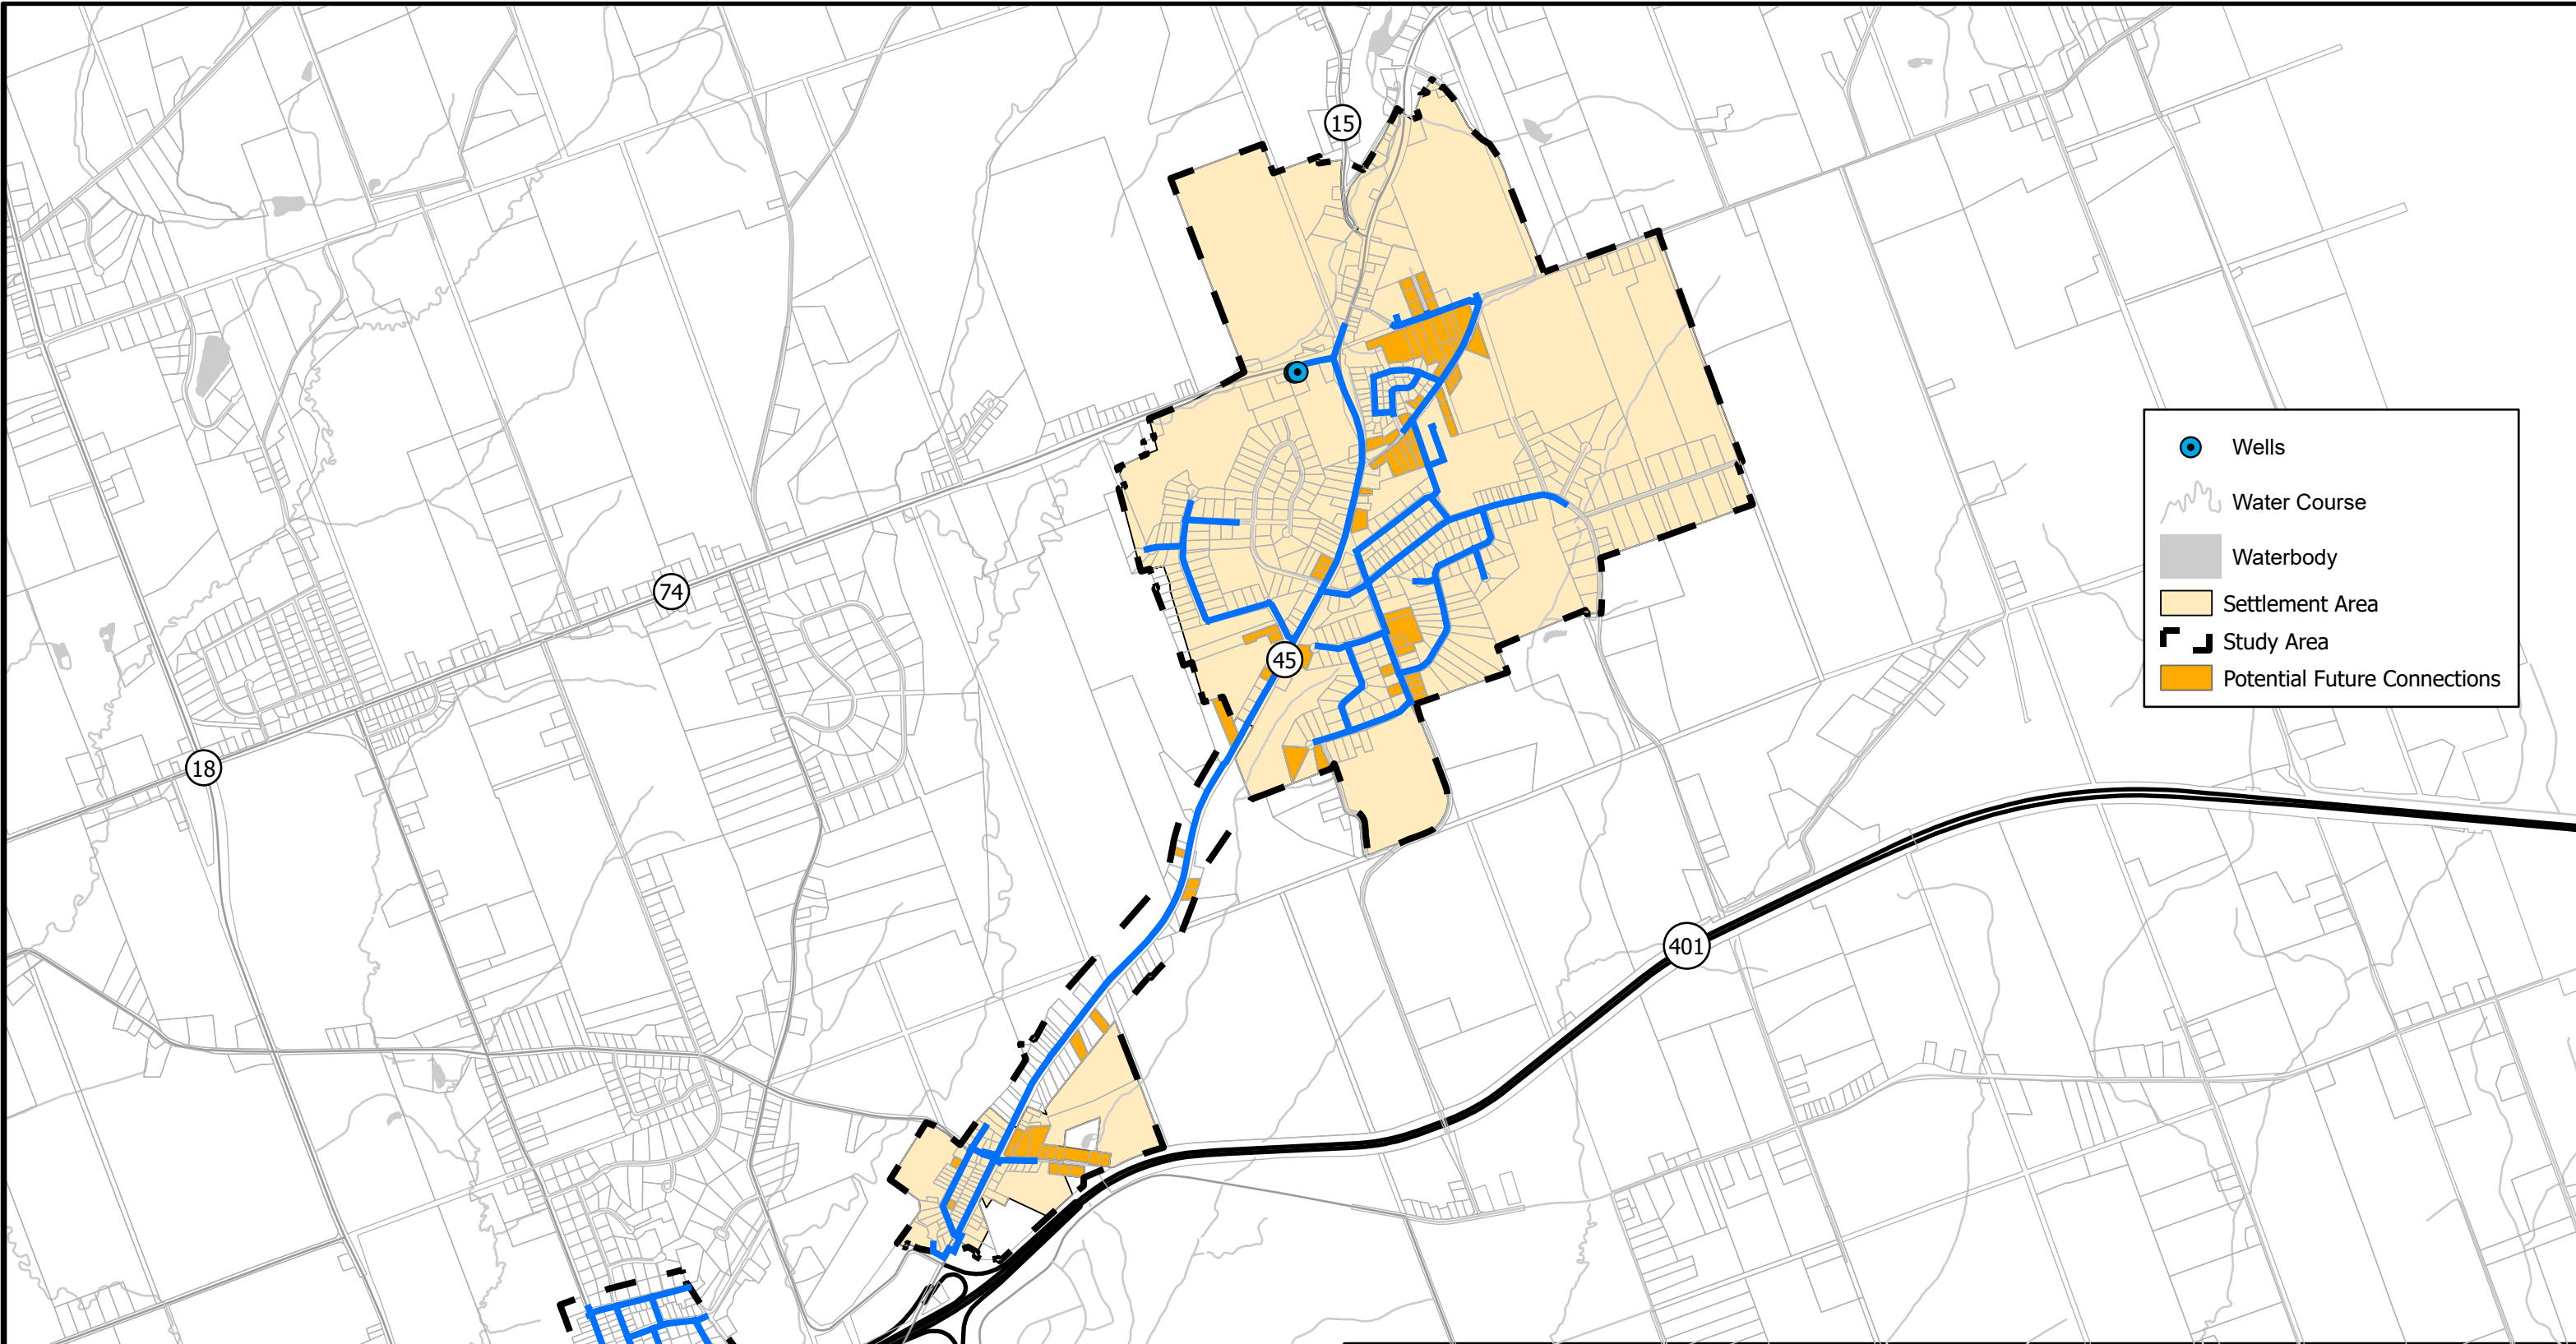 15
74
18
45
401
Wells
Water Course
Waterbody
Settlement Area
Study Area
Potential Future Connections